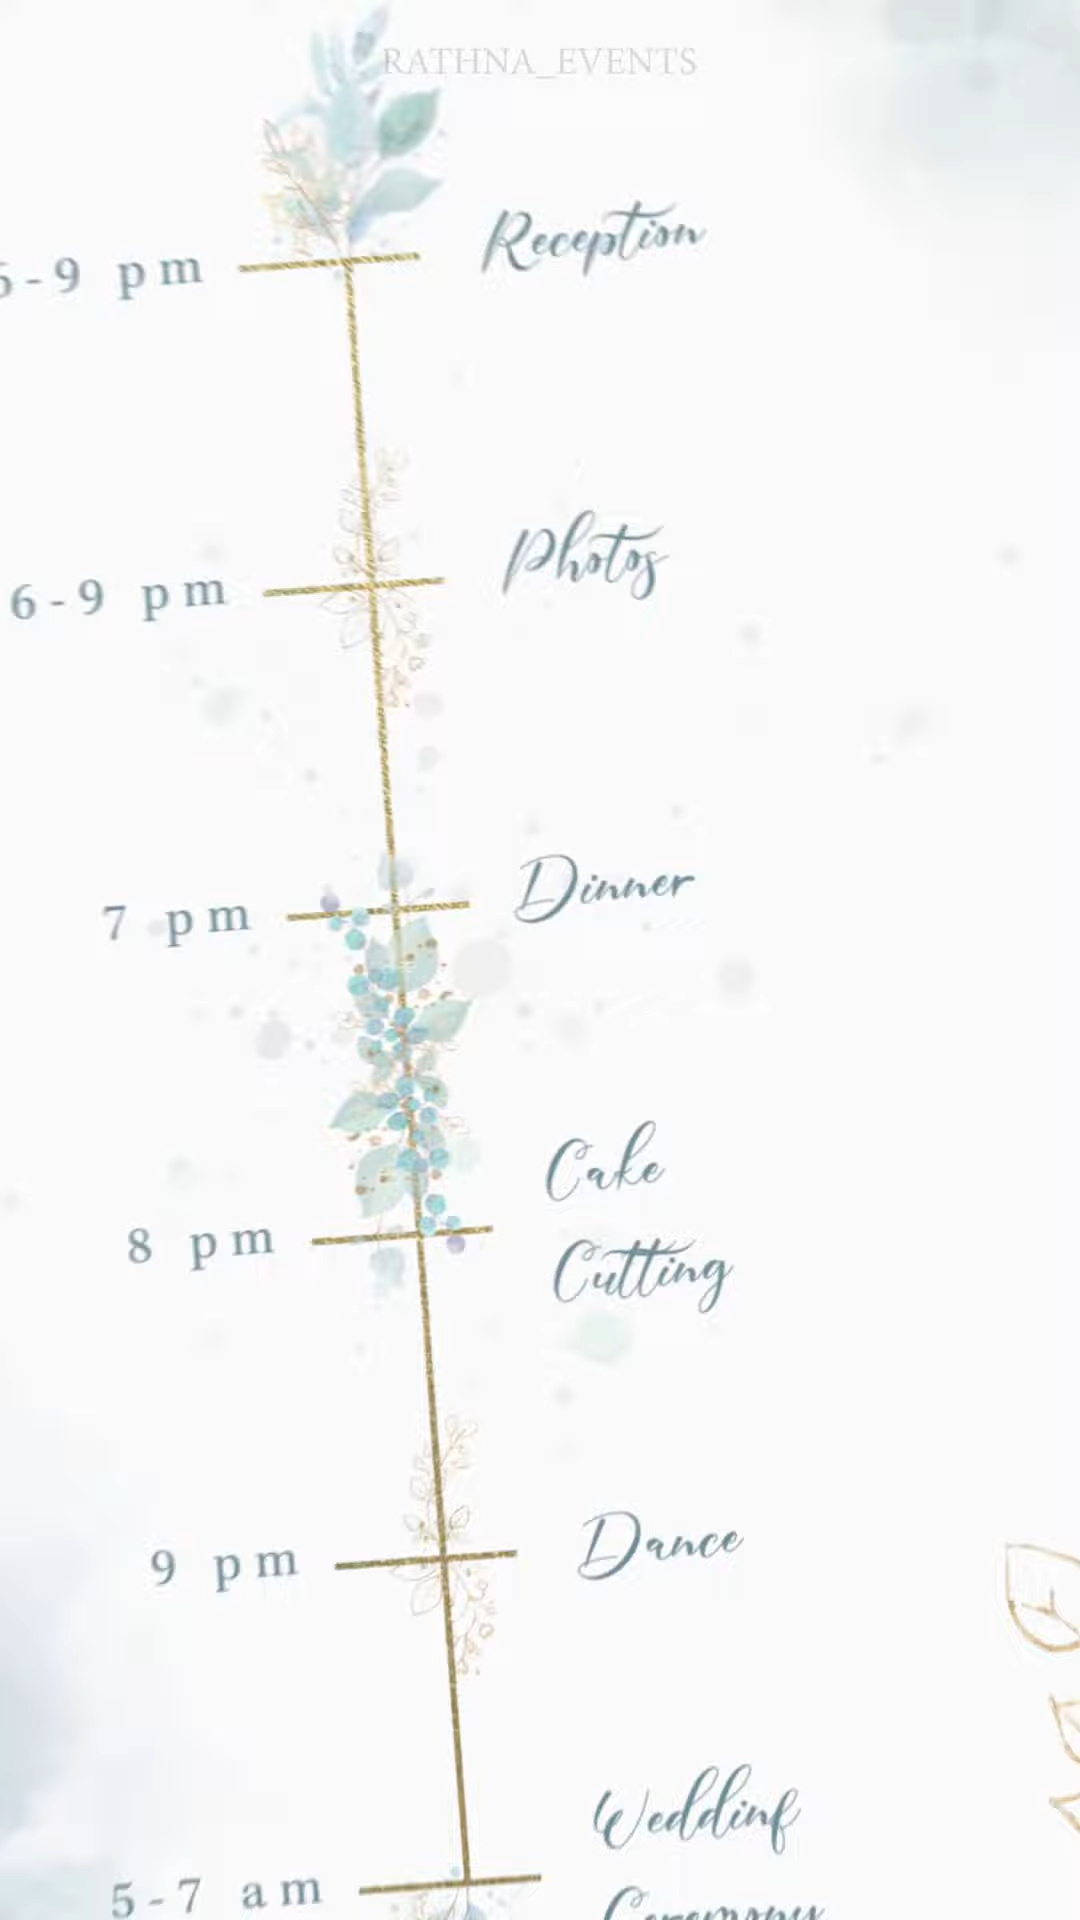 RATHNA_EVENTS
Reception
-9 pm
Photos
6-9 pm
Dinner
7 pm
Cake
8 pm
Cutting
Dance
9 pm
Weddinf
5-7 am
Ceremony